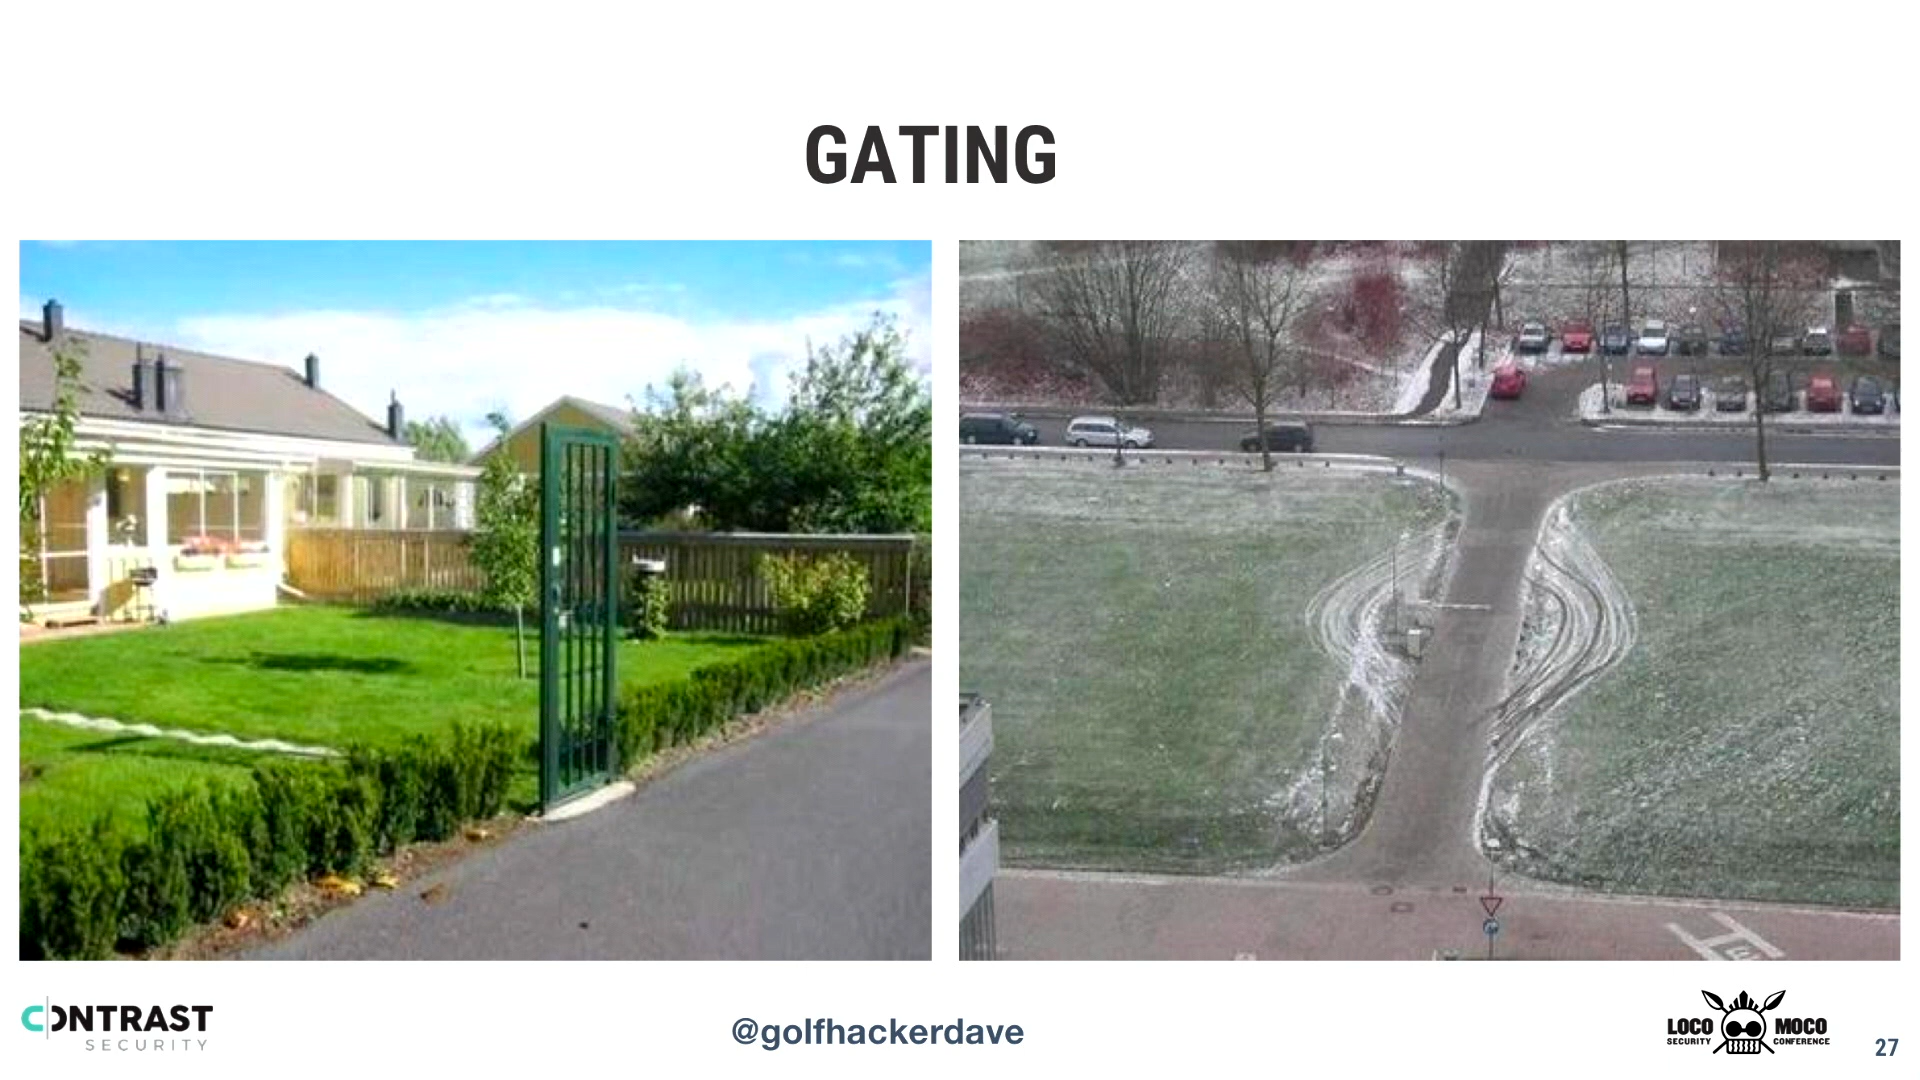 GATING
CONTRAST
SECURITY
@golfhackerdave
LOCO MOCO
SECURITY CONFERENCE
27